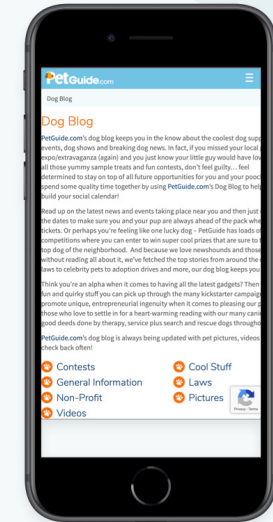 PetGuide.com
Dog Blog
Dog Blog
PetGuide.com's dog blog keeps you in the know about the coolest dog supp
events, dog shows and breaking dog news. In fact, if you missed your local p
expo/extravaganza (again) and you just know your little guy would have lov
all those yummy sample treats and fun contests, don't feel guilty… feel
determined to stay on top of all future opportunities for you and your pooch
spend some quality time together by using PetGuide.com's Dog Blog to help
build your social calendar!
Read up on the latest news and events taking place near you and then just
the dates to make sure you and your pup are always ahead of the pack whe
tickets. Or perhaps you're feeling like one lucky dog – PetGuide has loads of
competitions where you can enter to win super cool prizes that are sure to t
top dog of the neighborhood. And because we love newshounds and those
without reading all about it, we've fetched the top stories from around the
laws to celebrity pets to adoption drives and more, our dog blog keeps you
Think you're an alpha when it comes to having all the latest gadgets? Then
fun and quirky stuff you can pick up through the many kickstarter campaig
promote unique, entrepreneurial ingenuity when it comes to pleasing our p
those who love to settle in for a heart-warming reading with our many cani
good deeds done by therapy, service plus search and rescue dogs througho
PetGuide.com's dog blog is always being updated with pet pictures, videos
check back often!
Contests
Cool Stuff
General Information
Laws
Non-Profit
Pictures
Videos
Privacy - Terms